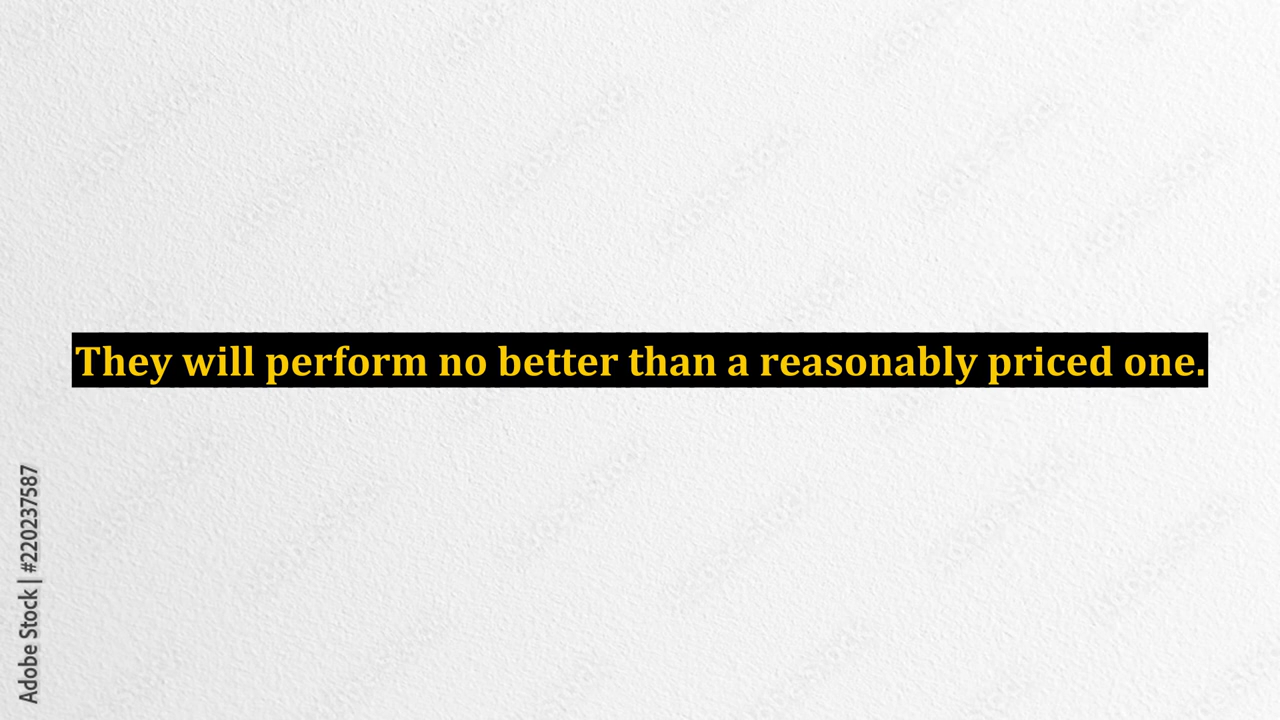 They will perform no better than a reasonably priced one.
Adobe Stock | #220237587